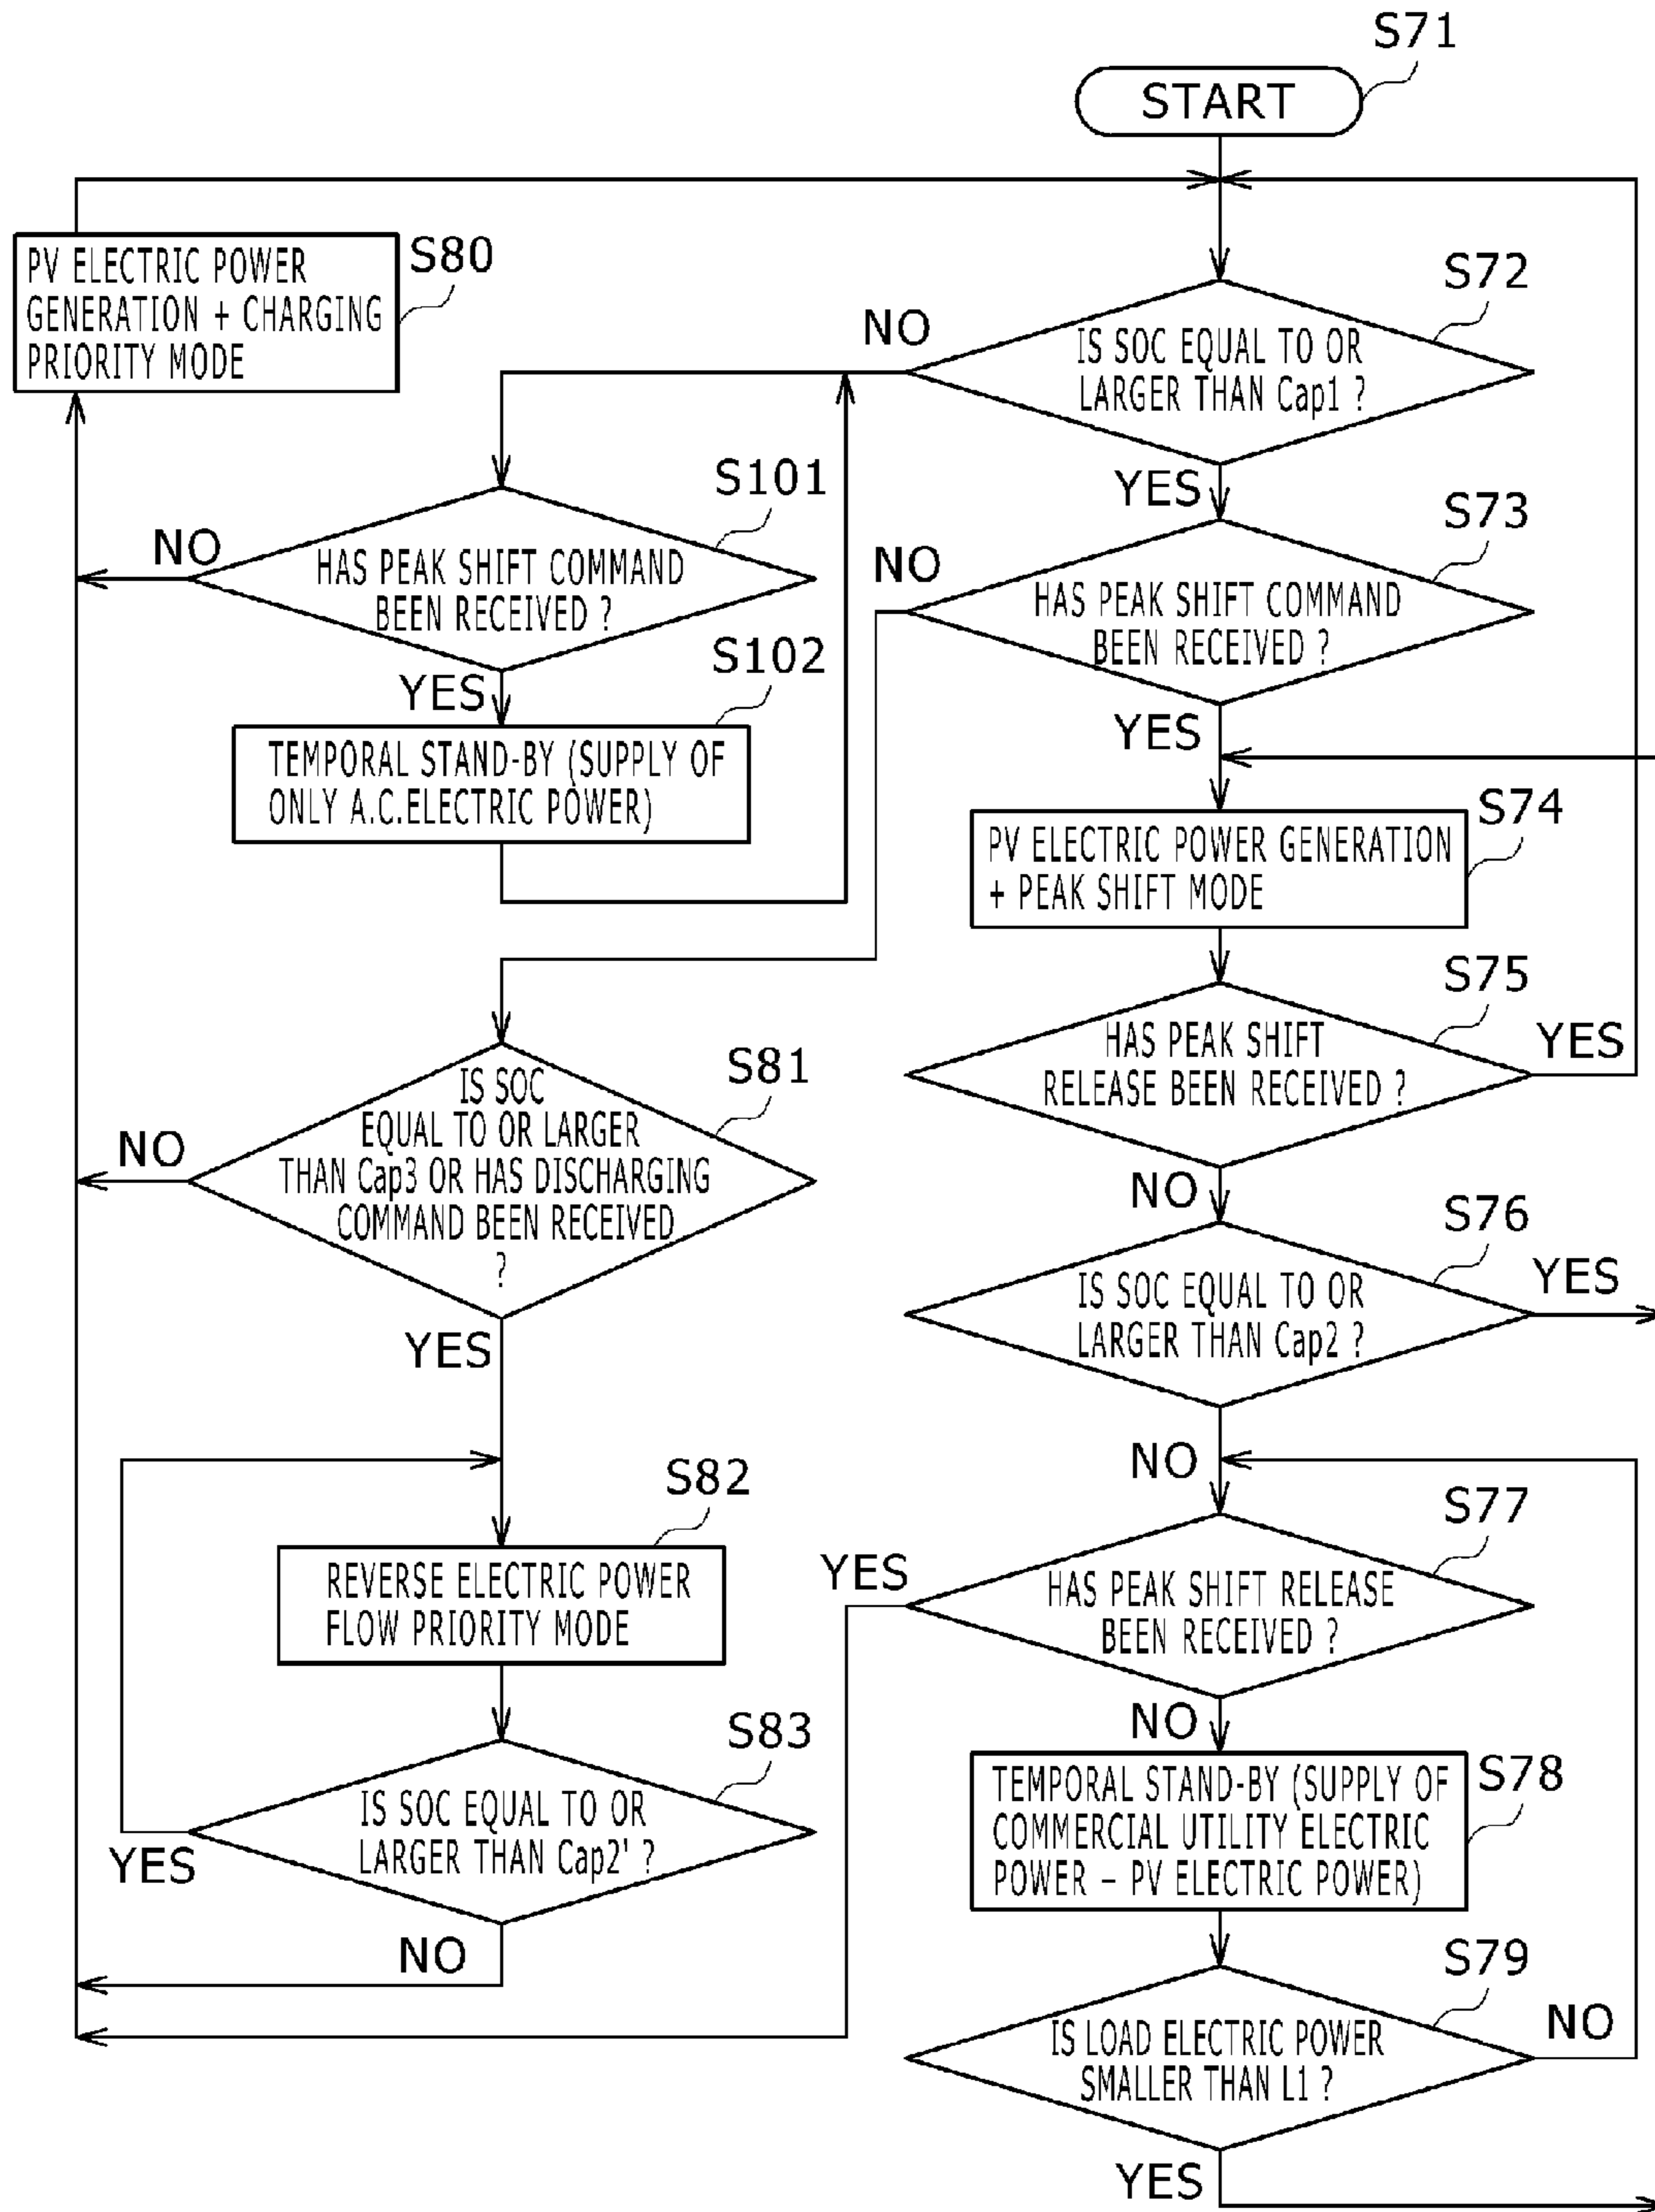 S71
START
S80
PV ELECTRIC POWER
GENERATION + CHARGING
PRIORITY MODE
S72
NO
IS SOC EQUAL TO OR
LARGER THAN Cap1 ?
YES
S101
NO
HAS PEAK SHIFT COMMAND
BEEN RECEIVED ?
YES
S102
TEMPORAL STAND-BY (SUPPLY OF
ONLY A.C.ELECTRIC POWER)
S73
NO
HAS PEAK SHIFT COMMAND
BEEN RECEIVED ?
YES
S74
PV ELECTRIC POWER GENERATION
+ PEAK SHIFT MODE
S75
HAS PEAK SHIFT
RELEASE BEEN RECEIVED ?
YES
NO
S81
IS SOC
EQUAL TO OR LARGER
THAN Cap3 OR HAS DISCHARGING
COMMAND BEEN RECEIVED
?
NO
YES
S76
IS SOC EQUAL TO OR
LARGER THAN Cap2 ?
YES
NO
S82
REVERSE ELECTRIC POWER
FLOW PRIORITY MODE
S83
IS SOC EQUAL TO OR
LARGER THAN Cap2' ?
YES
NO
S77
YES
HAS PEAK SHIFT RELEASE
BEEN RECEIVED ?
NO
S78
TEMPORAL STAND-BY (SUPPLY OF
COMMERCIAL UTILITY ELECTRIC
POWER – PV ELECTRIC POWER)
S79
IS LOAD ELECTRIC POWER
SMALLER THAN L1 ?
NO
YES